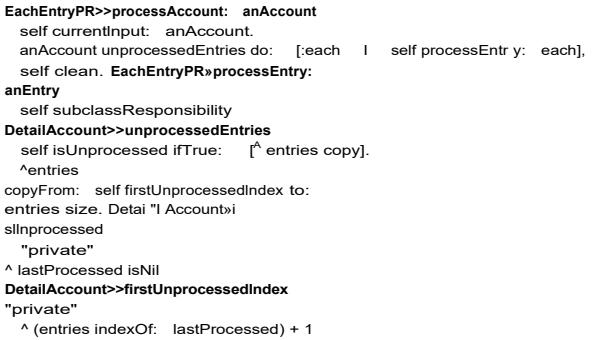 EachEntryPR>>processAccount: anAccount
self currentInput: anAccount.
anAccount unprocessedEntries do: [:each I self processEntr y: each],
self clean. EachEntryPR»processEntry:
anEntry
self subclassResponsibility
DetailAccount>>unprocessedEntries
self isUnprocessed ifTrue: [^ entries copy].
^entries
copyFrom: self firstUnprocessedIndex to:
entries size. Detai "I Account»i
sllnprocessed
"private"
^ lastProcessed isNil
DetailAccount>>firstUnprocessedIndex
"private"
^ (entries indexOf: lastProcessed) + 1